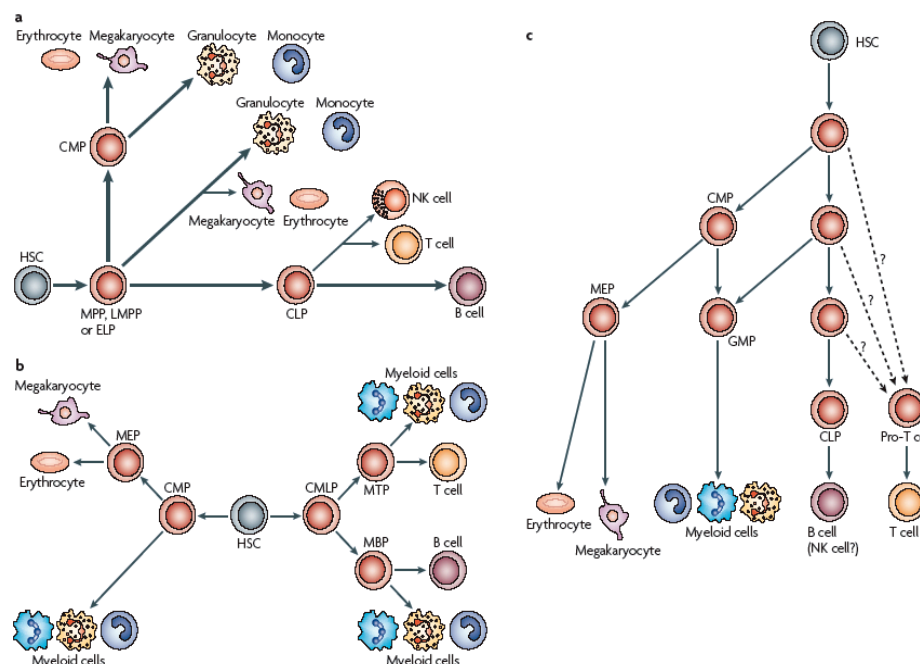 a
Erythrocyte Megakaryocyte Granulocyte Monocyte
Granulocyte Monocyte
CMP
Megakaryocyte Erythrocyte
NK cell
T cell
HSC
MPP, LMPP
or ELP
CLP
B cell
b
Megakaryocyte
MEP
Erythrocyte
CMP
HSC
CMLP
Myeloid cells
MTP
T cell
MBP
B cell
Myeloid cells
Myeloid cells
c
HSC
CMP
?
MEP
?
GMP
?
CLP
Pro-T c
Erythrocyte
Megakaryocyte
Myeloid cells
B cell
(NK cell?)
T cell